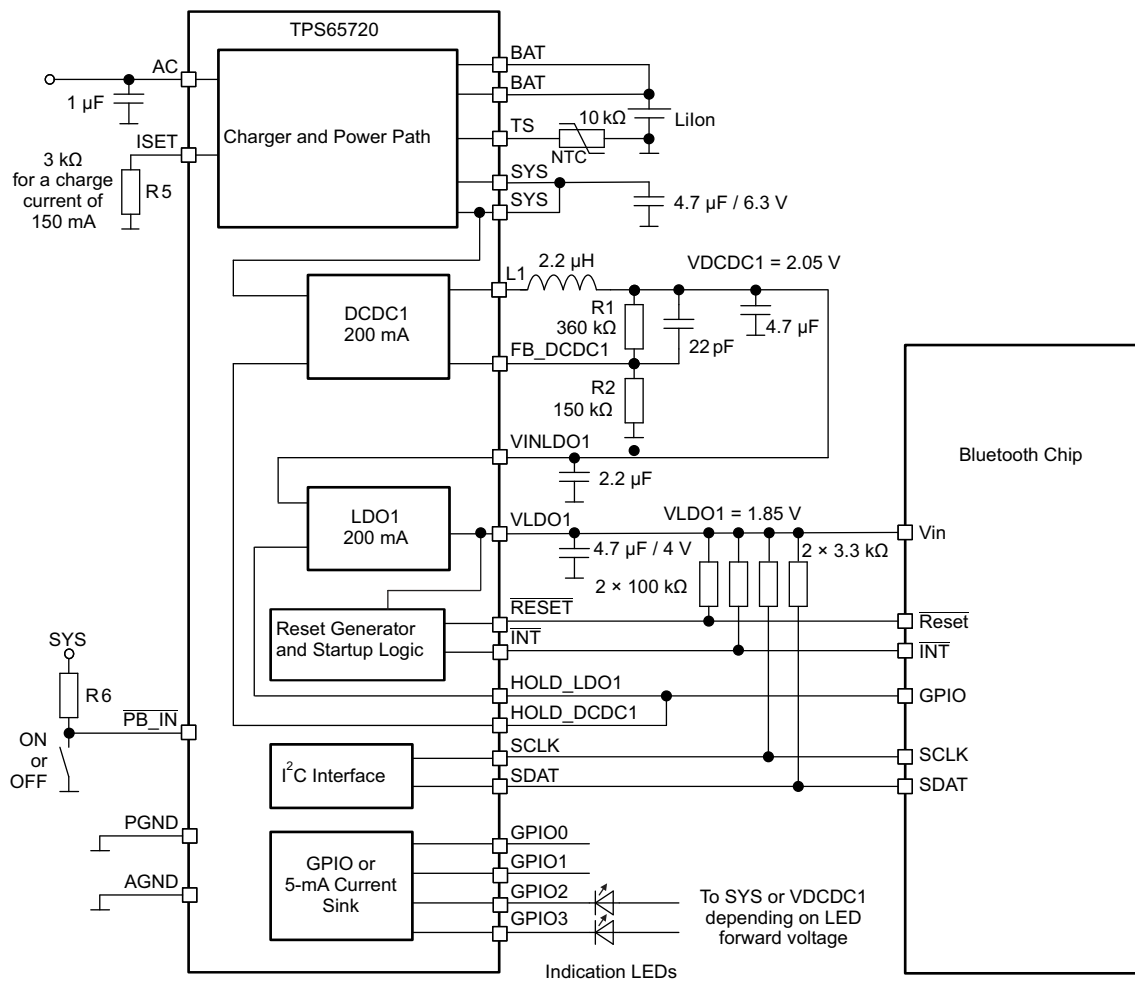 TPS65720
AC
1 µF
ISET
3 kΩ
for a charge
current of
150 mA
R5
Charger and Power Path
BAT
BAT
TS
10 kΩ
NTC
LiIon
SYS
SYS
4.7 µF / 6.3 V
DCDC1
200 mA
L1
2.2 µH
VDCDC1 = 2.05 V
R1
360 kΩ
22 pF
4.7 µF
FB_DCDC1
R2
150 kΩ
VINLDO1
2.2 µF
Bluetooth Chip
LDO1
200 mA
VLDO1
VLDO1 = 1.85 V
Vin
4.7 µF / 4 V
2 × 3.3 kΩ
2 × 100 kΩ
RESET
Reset
Reset Generator
and Startup Logic
INT
INT
SYS
R6
HOLD_LDO1
GPIO
PB_IN
HOLD_DCDC1
ON
or
OFF
I2C Interface
SCLK
SCLK
SDAT
SDAT
PGND
AGND
GPIO or
5-mA Current
Sink
GPIO0
GPIO1
GPIO2
GPIO3
To SYS or VDCDC1
depending on LED
forward voltage
Indication LEDs